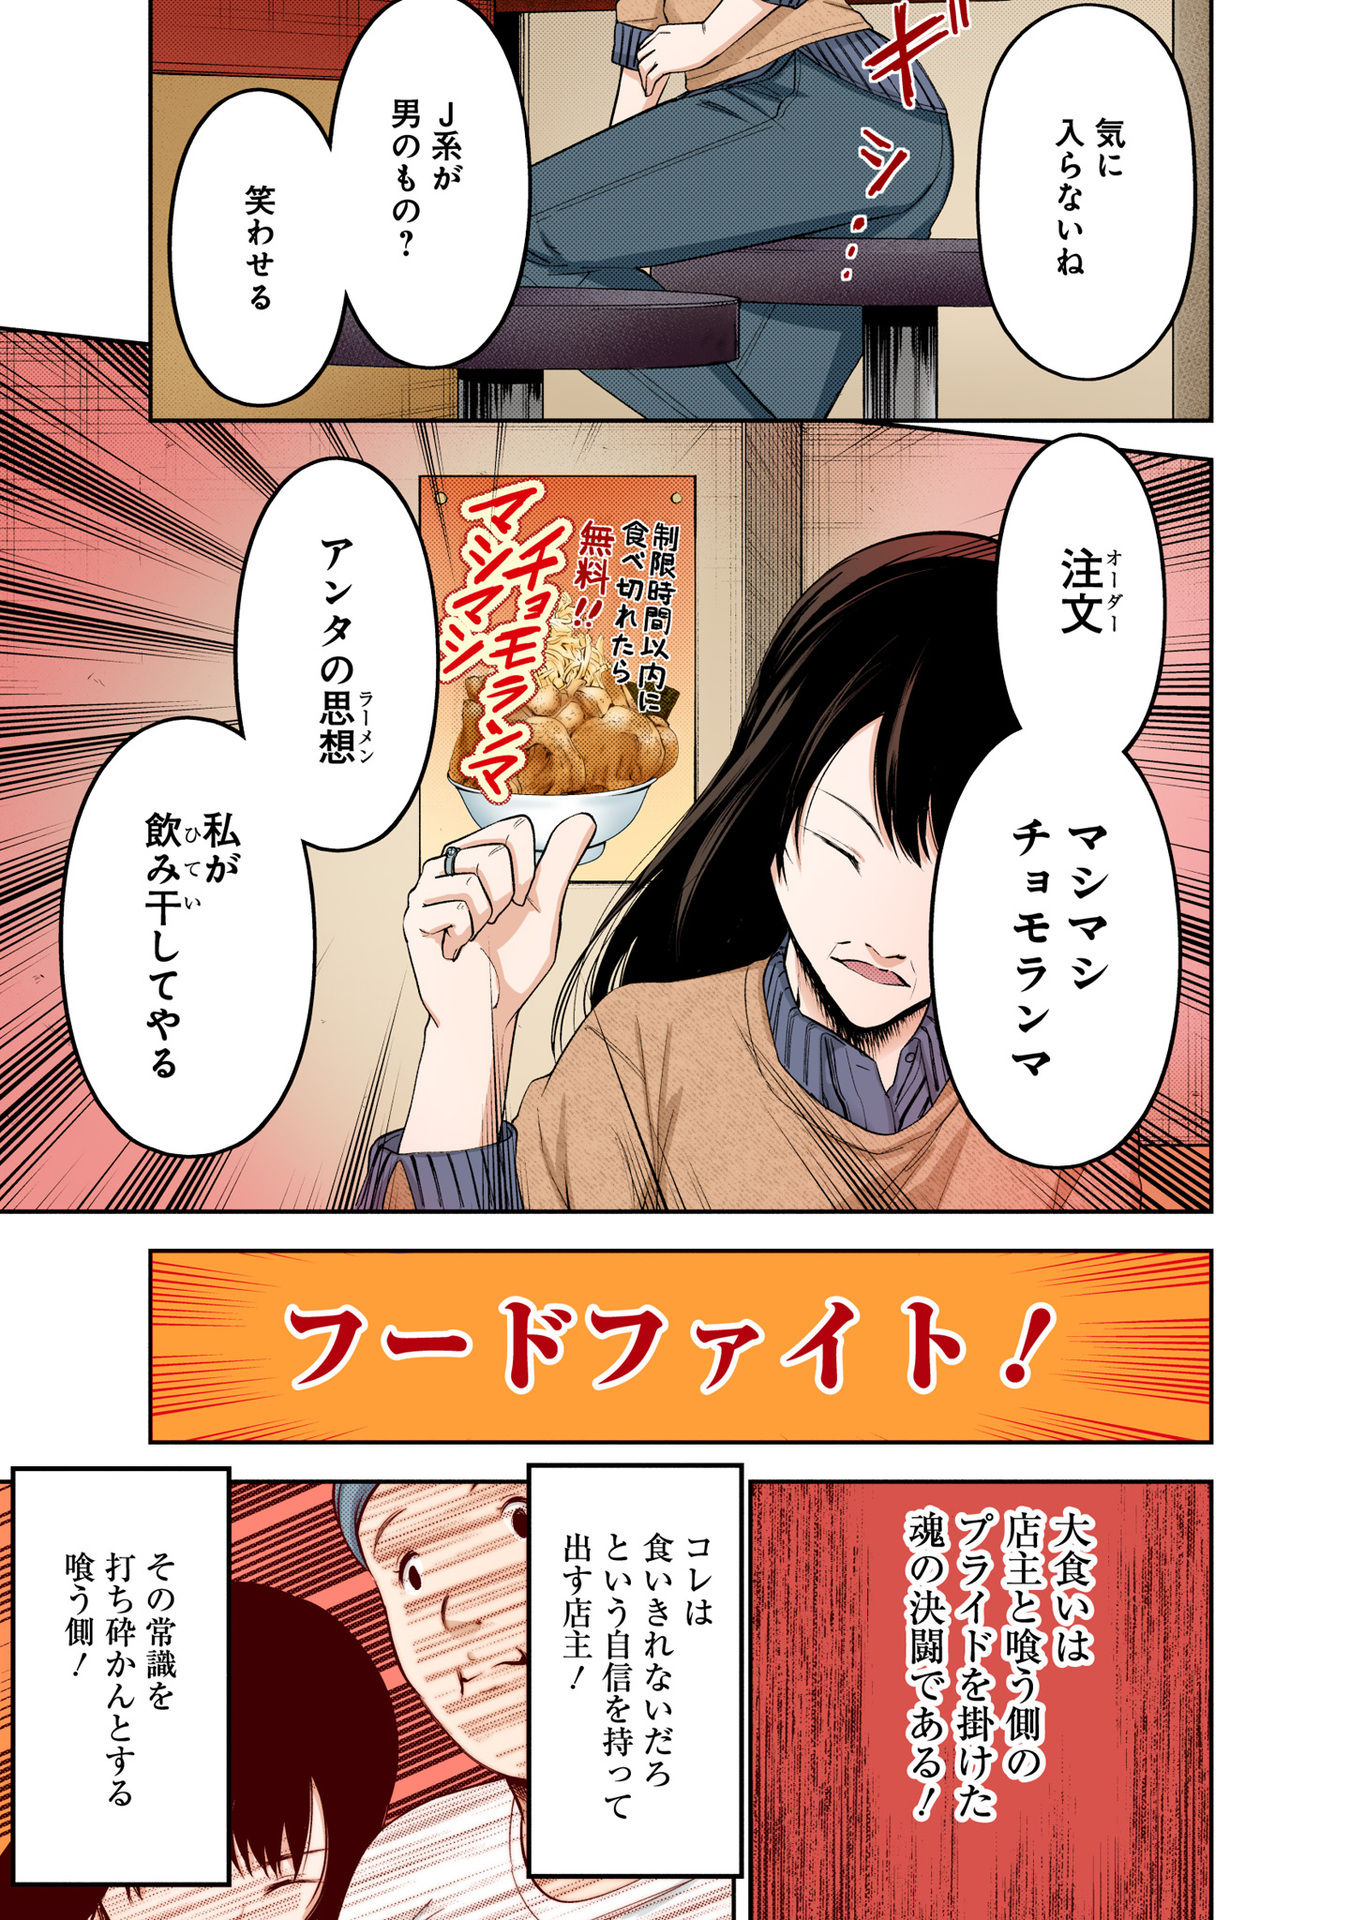 気に
入らないね
ギ
シ
…
J系が
男のもの？
笑わせる
注文
オーダー
マシマシ
チョモランマ
制限時間以内に
食べ切れたら
無料!!
チョモランマ
マシマシ
アンタの思想
ラーメン
私が
飲み干してやる
ひてい
フードファイト！
大食いは
店主と喰う側の
プライドを掛けた
魂の決闘である！
コレは
食いきれないだろ
という自信を持って
出す店主！
その常識を
打ち砕かんとする
喰う側！